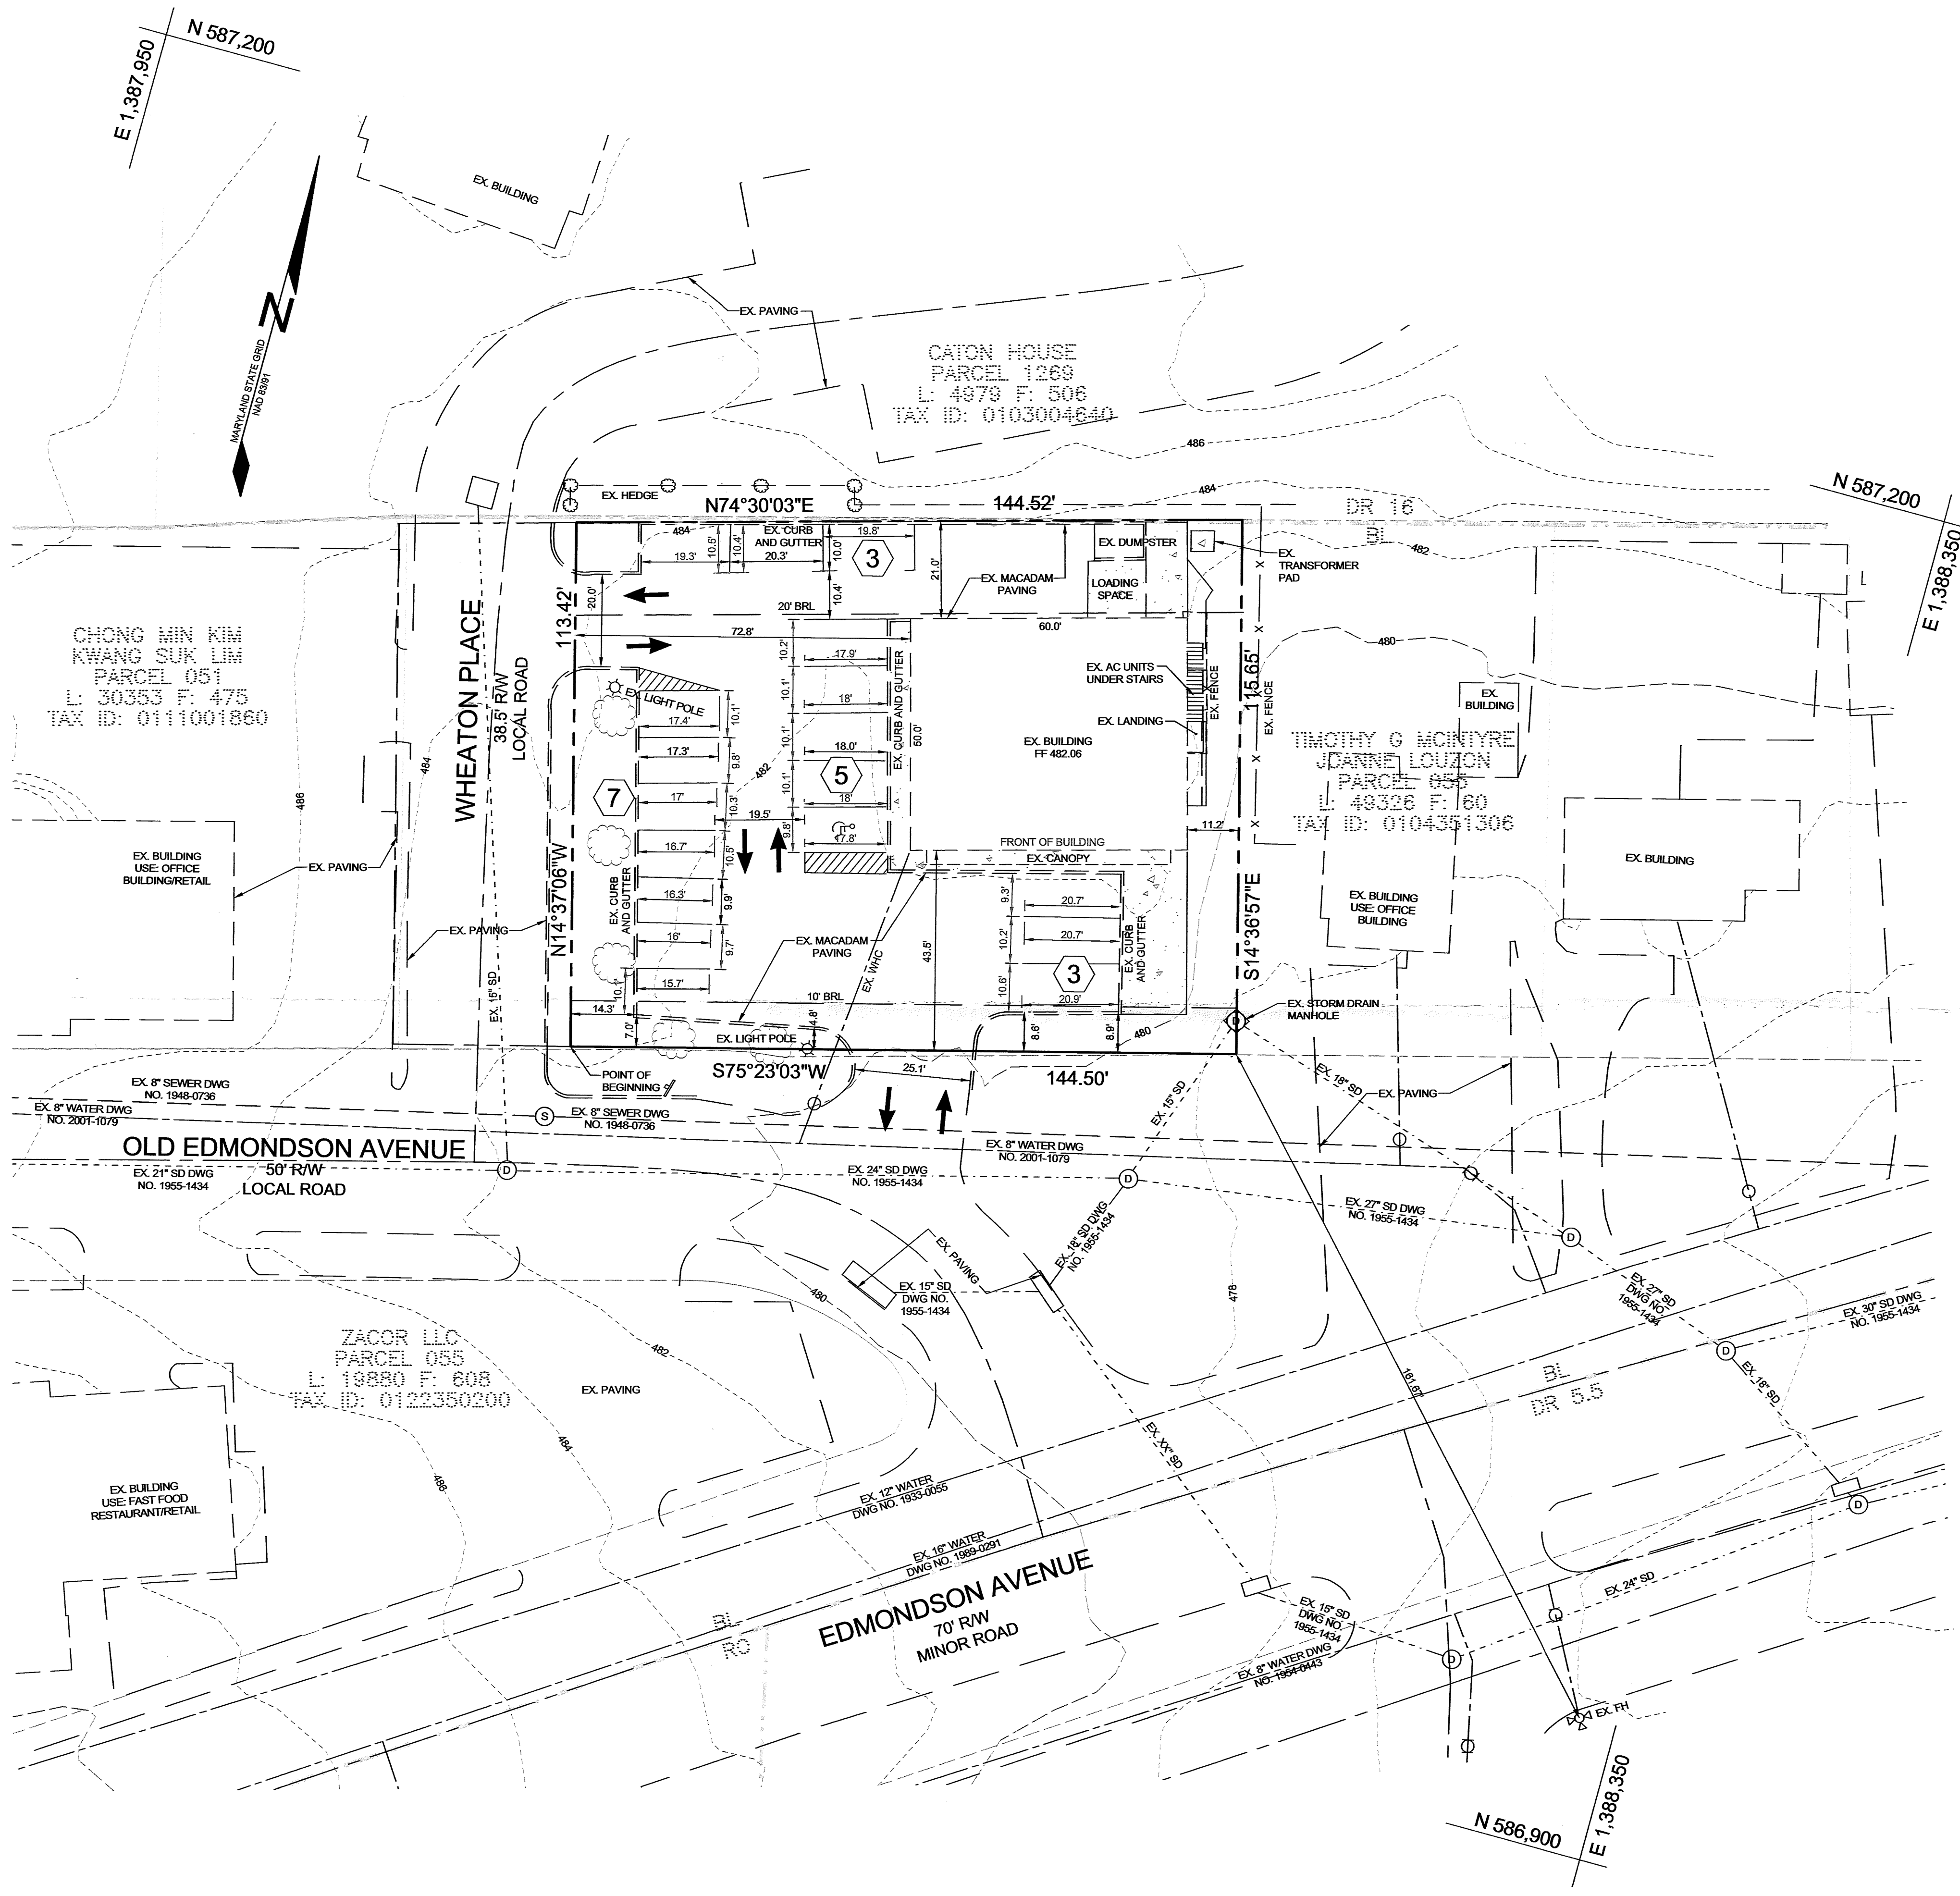 N 587,200
E 1,387,950
EX. BUILDING
MARYLAND STATE GRID
NAD 83/91
N
EX. PAVING
CATON HOUSE
PARCEL 1269
L: 4979 F: 506
TAX ID: 0103004640
486
484
N 587,200
E 1,388,350
DR 16
BL
482
EX. HEDGE
N74°30'03"E
144.52'
484
EX. CURB
AND GUTTER
19.3'
10.5'
10.4'
20.3'
10.0'
19.8'
3
10.4'
21.0'
EX. DUMPSTER
LOADING
SPACE
EX. MACADAM
PAVING
EX.
TRANSFORMER
PAD
20' BRL
72.8'
60.0'
20.0'
113.42'
N14°37'06"W
WHEATON PLACE
38.5' R/W
LOCAL ROAD
CHONG MIN KIM
KWANG SUK LIM
PARCEL 051
L: 30353 F: 475
TAX ID: 0111001860
486
484
EX. BUILDING
USE: OFFICE
BUILDING/RETAIL
EX. PAVING
EX. PAVING
EX. 15" SD
EX. LIGHT POLE
7
17.4'
17.3'
17'
16.7'
16.3'
16'
15.7'
10.1'
9.8'
10.3'
10.5'
9.9'
9.7'
10.1'
EX. CURB
AND GUTTER
482
19.5'
10.2'
10.1'
10.1'
10.1'
9.8'
17.9'
18'
18.0'
5
18'
17.8'
EX. CURB AND GUTTER
50.0'
EX. BUILDING
FF 482.06
EX. AC UNITS
UNDER STAIRS
EX. LANDING
EX. FENCE
115.65'
EX. FENCE
S14°36'57"E
11.2'
FRONT OF BUILDING
EX. CANOPY
9.3'
10.2'
10.6'
20.7'
20.7'
3
20.9'
EX. CURB
AND GUTTER
43.5'
EX. MACADAM
PAVING
EX. WHC
10' BRL
14.3'
7.0'
4.8'
EX. LIGHT POLE
8.6'
8.9'
480
EX. STORM DRAIN
MANHOLE
D
480
EX.
BUILDING
TIMOTHY G MCINTYRE
JOANNE LOUZON
PARCEL 055
L: 49326 F: 60
TAX ID: 0104351306
EX. BUILDING
USE: OFFICE
BUILDING
EX. BUILDING
POINT OF
BEGINNING
S75°23'03"W
25.1'
144.50'
EX. 15" SD
EX. 18" SD
EX. PAVING
EX. 8" SEWER DWG
NO. 1948-0736
EX. 8" WATER DWG
NO. 2001-1079
S
EX. 8" SEWER DWG
NO. 1948-0736
EX. 8" WATER DWG
NO. 2001-1079
OLD EDMONDSON AVENUE
50' R/W
LOCAL ROAD
EX. 21" SD DWG
NO. 1955-1434
D
EX. 24" SD DWG
NO. 1955-1434
D
EX. 27" SD DWG
NO. 1955-1434
D
EX. 18" SD DWG
NO. 1955-1434
EX. PAVING
EX. 15" SD
DWG NO.
1955-1434
480
478
482
484
486
ZACOR LLC
PARCEL 055
L: 19880 F: 608
TAX ID: 0122350200
EX. PAVING
EX. BUILDING
USE: FAST FOOD
RESTAURANT/RETAIL
EX. 27" SD
DWG NO.
1955-1434
EX. 30" SD DWG
NO. 1955-1434
D
EX. 18" SD
D
BL
DR 5.5
161.67'
EX. XX" SD
EX. 12" WATER
DWG NO. 1933-0055
EX. 16" WATER
DWG NO. 1989-0291
EDMONDSON AVENUE
70' R/W
MINOR ROAD
BL
RO
EX. 15" SD
DWG NO.
1955-1434
EX. 8" WATER DWG
NO. 1954-0443
D
EX. 24" SD
EX. FH
N 586,900
E 1,388,350